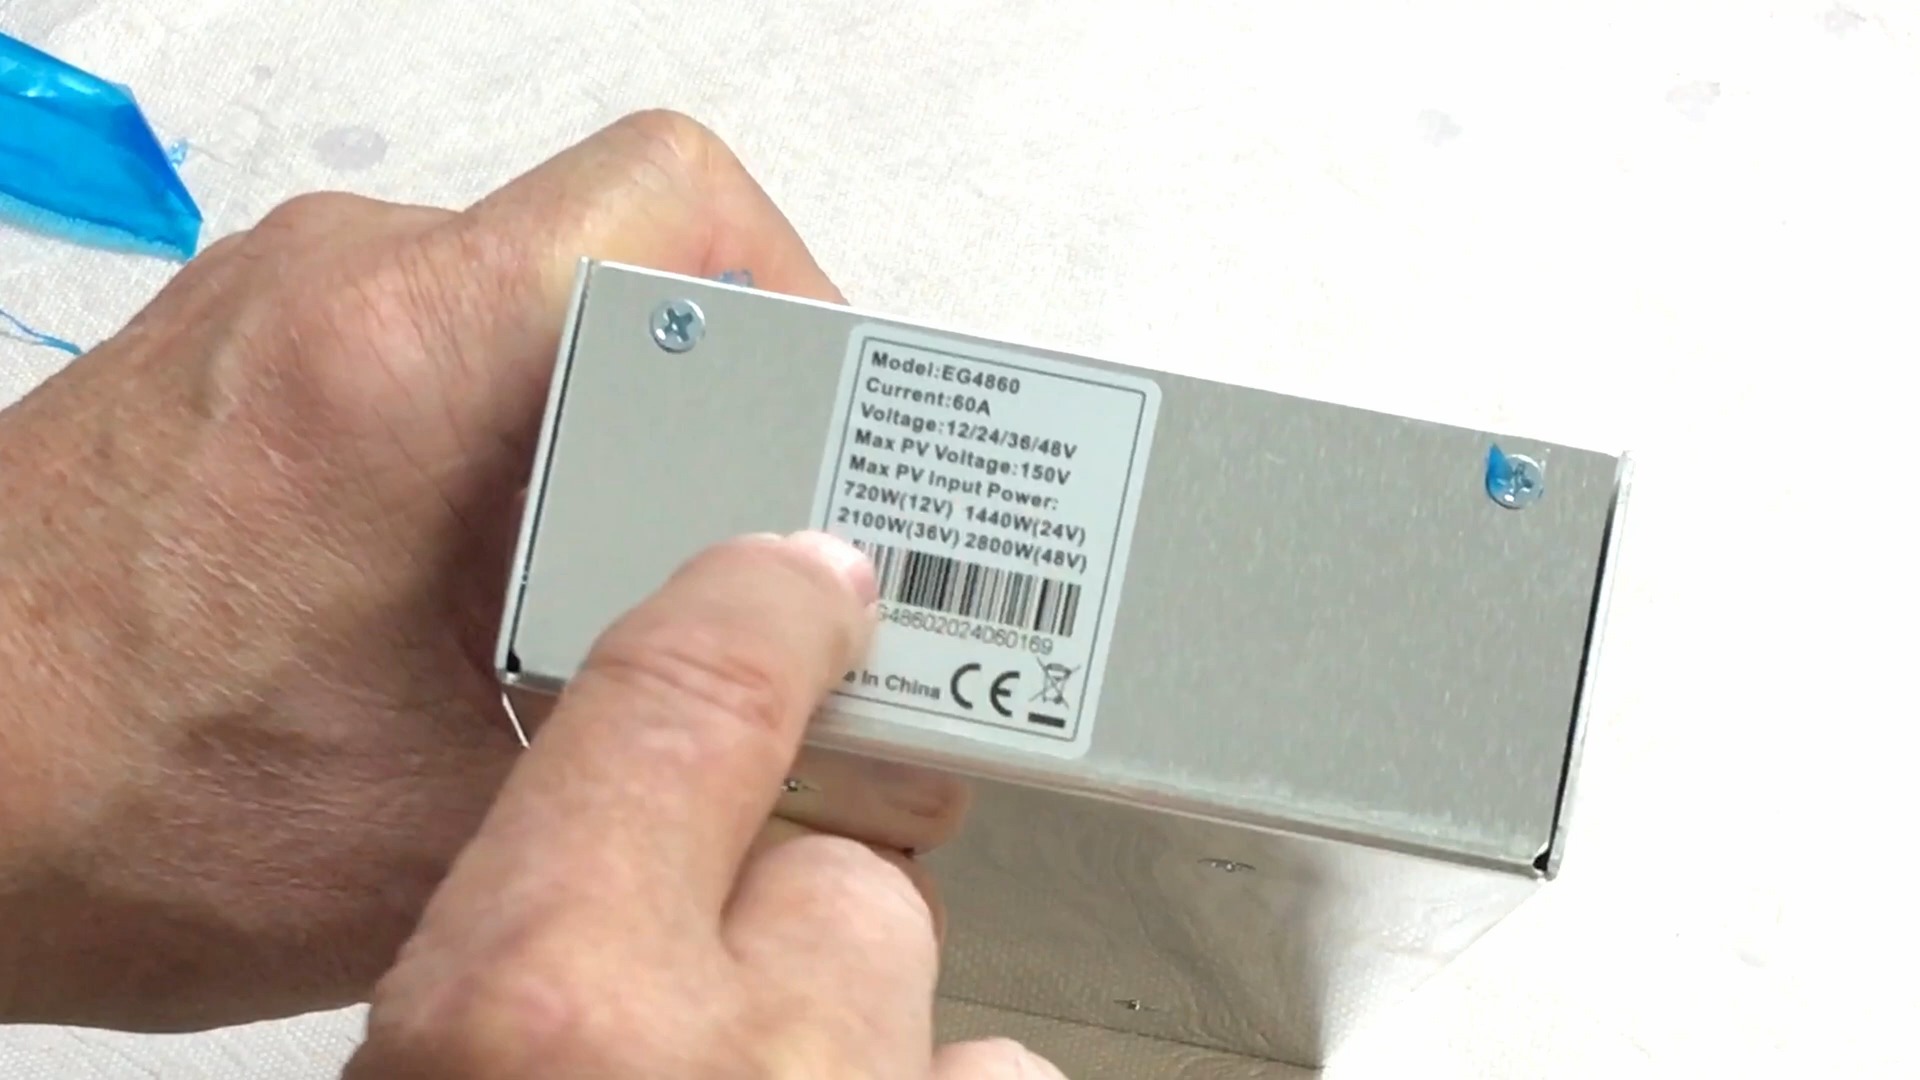 Model:EG4860
Current:60A
Voltage:12/24/36/48V
Max PV Voltage:150V
Max PV Input Power:
720W(12V) 1440W(24V)
2100W(36V) 2800W(48V)
G48602024060169
In China
CE